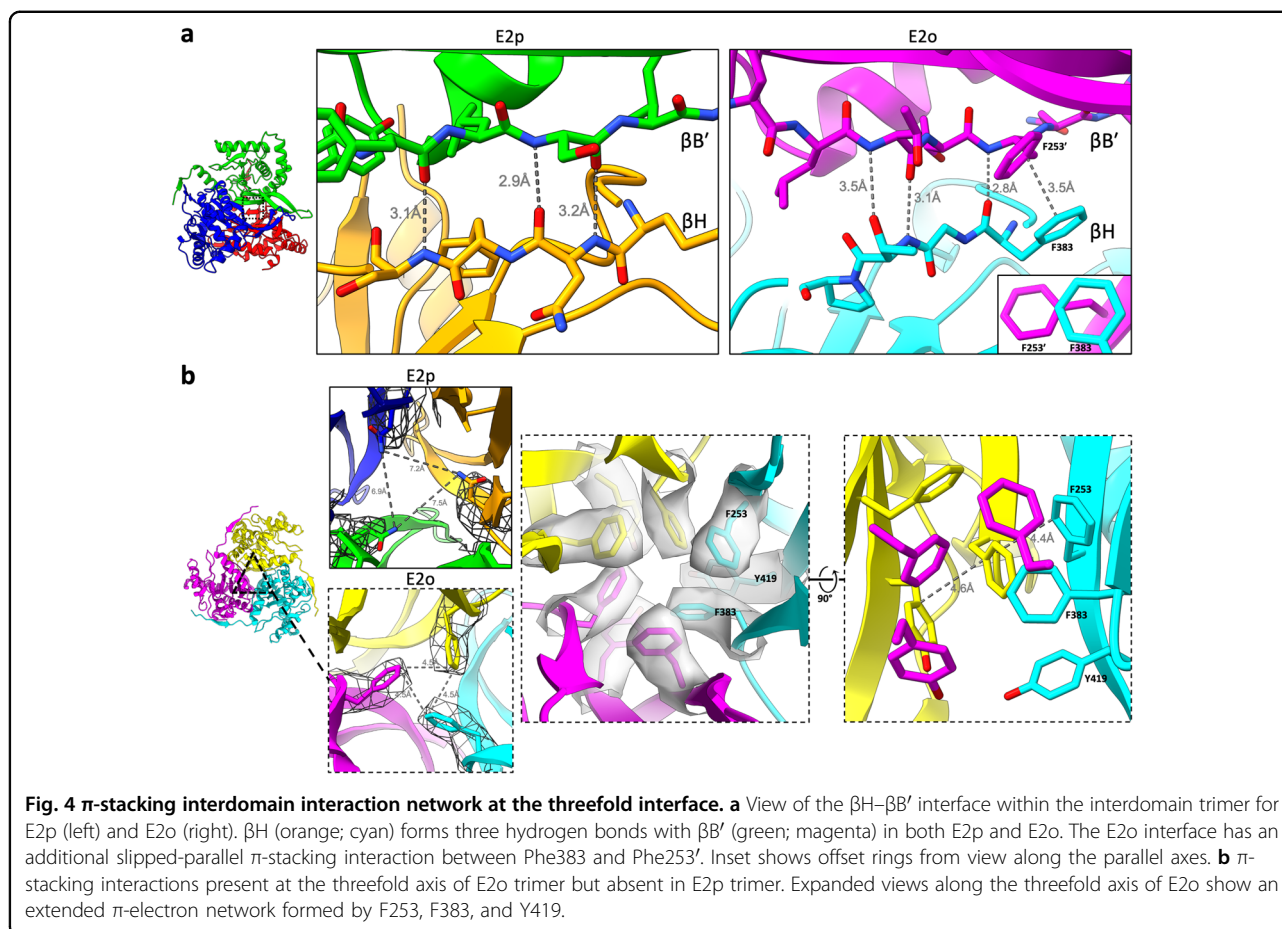 a
E2p
E2o
βB′
2.9Å
3.1Å
3.2Å
βH
F253′
βB′
3.5Å
3.1Å
2.8Å
3.5Å
βH
F383
F253′
F383
b
E2p
7.2Å
6.9Å
7.5Å
E2o
4.5Å
4.5Å
4.5Å
F253
Y419
F383
90°
F253
4.4Å
4.6Å
F383
Y419
Fig. 4 π-stacking interdomain interaction network at the threefold interface. a View of the βH–βB′ interface within the interdomain trimer for
E2p (left) and E2o (right). βH (orange; cyan) forms three hydrogen bonds with βB′ (green; magenta) in both E2p and E2o. The E2o interface has an
additional slipped-parallel π-stacking interaction between Phe383 and Phe253′. Inset shows offset rings from view along the parallel axes. b π-
stacking interactions present at the threefold axis of E2o trimer but absent in E2p trimer. Expanded views along the threefold axis of E2o show an
extended π-electron network formed by F253, F383, and Y419.